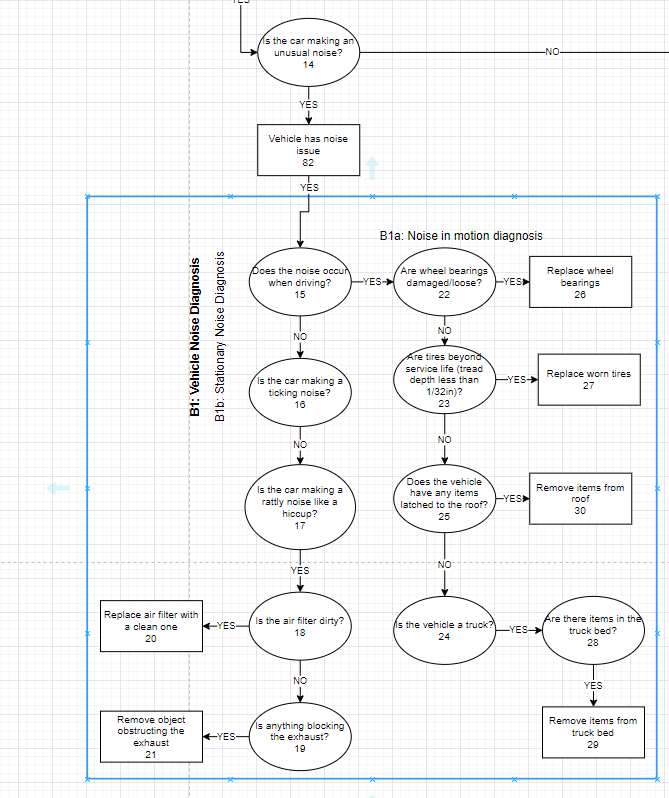 YES
Is the car making an
unusual noise?
14
NO
YES
Vehicle has noise
issue
82
YES
B1a: Noise in motion diagnosis
B1: Vehicle Noise Diagnosis
B1b: Stationary Noise Diagnosis
Does the noise occur
when driving?
15
YES
Are wheel bearings
damaged/loose?
22
YES
Replace wheel
bearings
26
NO
NO
Is the car making a
ticking noise?
16
Are tires beyond
service life (tread
depth less than
1/32in)?
23
YES
Replace worn tires
27
NO
NO
Is the car making a
rattly noise like a
hiccup?
17
Does the vehicle
have any items
latched to the roof?
25
YES
Remove items from
roof
30
YES
NO
Replace air filter with
a clean one
20
YES
Is the air filter dirty?
18
Is the vehicle a truck?
24
YES
Are there items in the
truck bed?
28
NO
YES
Remove object
obstructing the
exhaust
21
YES
Is anything blocking
the exhaust?
19
Remove items from
truck bed
29